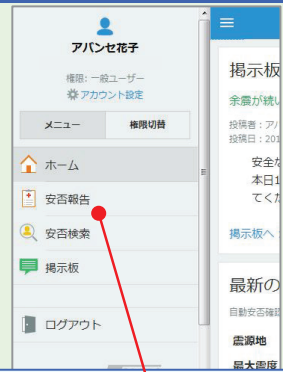 アバンセ花子
権限: 一般ユーザー
アカウント設定
メニュー
権限切替
ホーム
安否報告
安否検索
掲示板
ログアウト
掲示板
余震が続い
投稿者：アバ
投稿日：201
安全な
本日1
てくた
掲示板へ
最新の
自動安否確認
震源地
最大震度